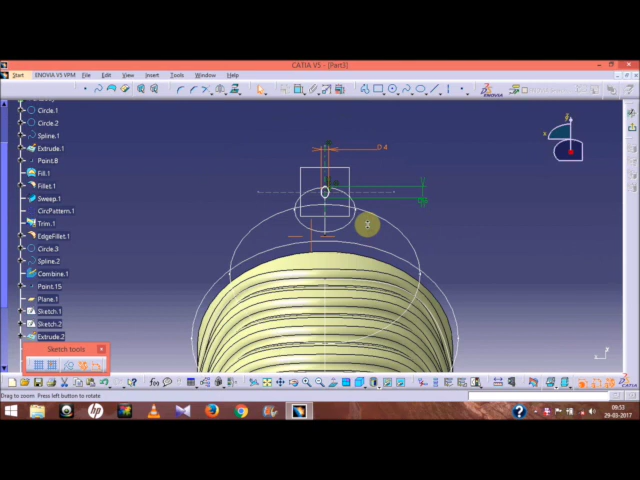 CATIA V5 - [Part3]
Start ENOVIA V5 VPM File Edit View Insert Tools Window Help
ENOVIA
Circle.1
Circle.2
Spline.1
Extrude.1
Point.8
Fill.1
Fillet.1
Sweep.1
CircPattern.1
Trim.1
EdgeFillet.1
Circle.3
Spline.2
Combine.1
Point.15
Plane.1
Sketch.1
Sketch.2
Extrude.2
D 4
Sketch tools
f(x)
CATIA
Drag to zoom Press left button to rotate
09:53
29-03-2017